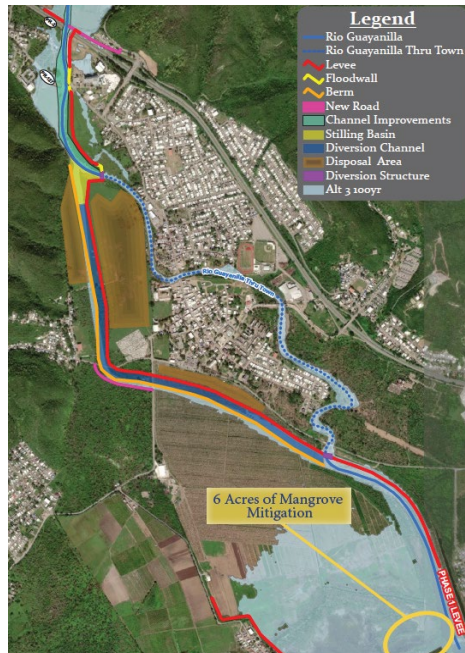 Legend
Rio Guayanilla
Rio Guayanilla Thru Town
Levee
Floodwall
Berm
New Road
Channel Improvements
Stilling Basin
Diversion Channel
Disposal Area
Diversion Structure
Alt 3 100yr
Rio Guayanilla Thru Town
6 Acres of Mangrove
Mitigation
PHASE 1 LEVEE